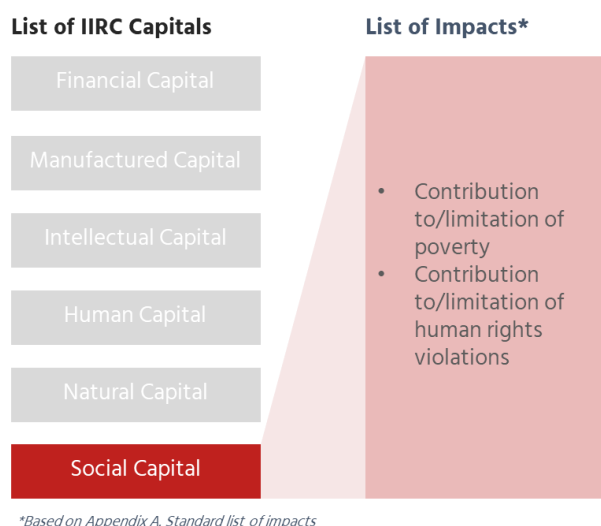 List of IIRC Capitals
Financial Capital
Manufactured Capital
Intellectual Capital
Human Capital
Natural Capital
Social Capital
List of Impacts*
• Contribution
to/limitation of
poverty
• Contribution
to/limitation of
human rights
violations
*Based on Appendix A. Standard list of impacts